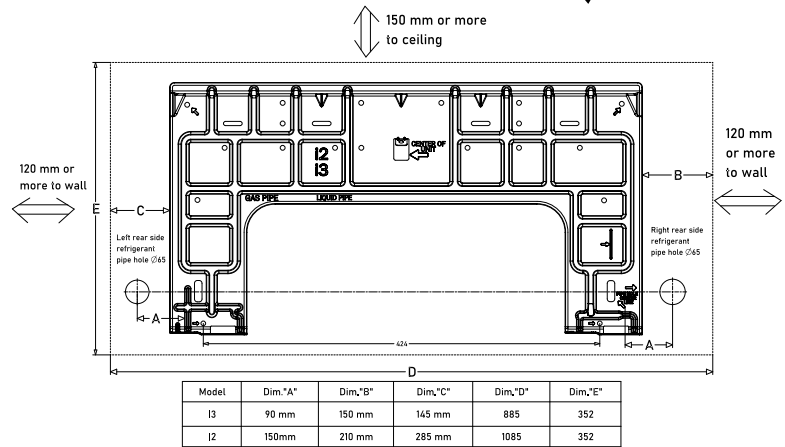 150 mm or more
to ceiling
120 mm or
more to wall
120 mm
or more
to wall
CENTER OF
UNIT
I2
I3
GAS PIPE LIQUID PIPE
B
C
E
Left rear side
refrigerant
pipe hole Ø65
Right rear side
refrigerant
pipe hole Ø65
A
A
424
D
Model Dim."A" Dim."B" Dim."C" Dim."D" Dim."E"
I3 90 mm 150 mm 145 mm 885 352
I2 150mm 210 mm 285 mm 1085 352